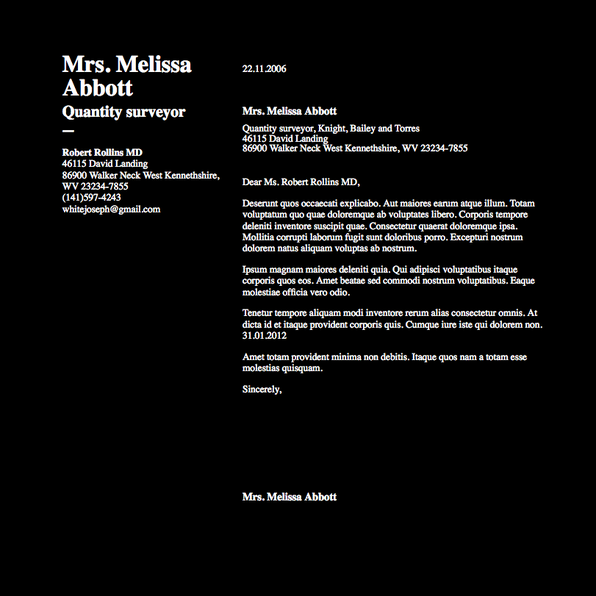 Mrs. Melissa
Abbott
Quantity surveyor
—
Robert Rollins MD
46115 David Landing
86900 Walker Neck West Kennethshire,
WV 23234-7855
(141)597-4243
whitejoseph@gmail.com
22.11.2006
Mrs. Melissa Abbott
Quantity surveyor, Knight, Bailey and Torres
46115 David Landing
86900 Walker Neck West Kennethshire, WV 23234-7855
Dear Ms. Robert Rollins MD,
Deserunt quos occaecati explicabo. Aut maiores earum atque illum. Totam
voluptatum quo quae doloremque ab voluptates libero. Corporis tempore
deleniti inventore suscipit quae. Consectetur quaerat doloremque ipsa.
Mollitia corrupti laborum fugit sunt doloribus porro. Excepturi nostrum
dolorem natus aliquam voluptas ab nostrum.
Ipsum magnam maiores deleniti quia. Qui adipisci voluptatibus itaque
corporis quos eos. Amet beatae sed commodi nostrum voluptatibus. Eaque
molestiae officia vero odio.
Tenetur tempore aliquam modi inventore rerum alias consectetur omnis. At
dicta id et itaque provident corporis quis. Cumque iure iste qui dolorem non.
31.01.2012
Amet totam provident minima non debitis. Itaque quos nam a totam esse
molestias quisquam.
Sincerely,
Mrs. Melissa Abbott